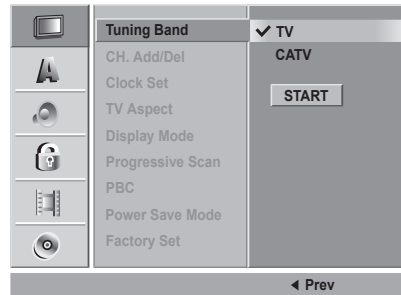 Tuning Band
CH. Add/Del
Clock Set
TV Aspect
Display Mode
Progressive Scan
PBC
Power Save Mode
Factory Set
✔ TV
CATV
START
◀ Prev